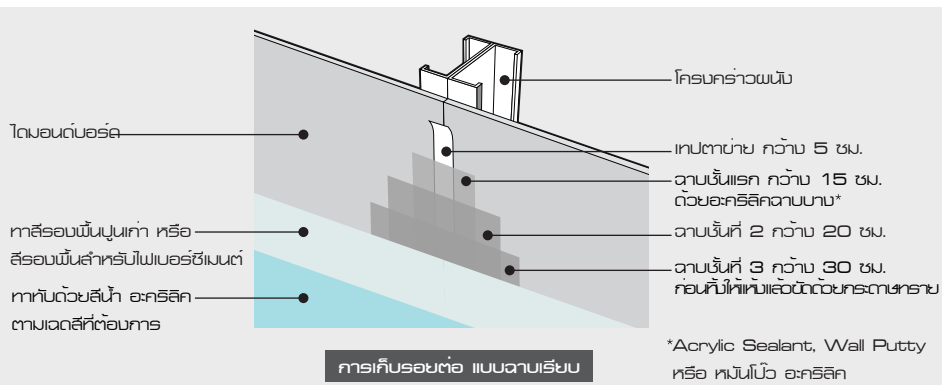 โครงคร่าวผนัง
ไดมอนด์บอร์ด
เทปตาข่าย กว้าง 5 ซม.
ฉาบชั้นแรก กว้าง 15 ซม.
ด้วยอะคริลิคฉาบบาง*
ทาสีรองพื้นปูนเก่า หรือ
สีรองพื้นสำหรับไฟเบอร์ซีเมนต์
ฉาบชั้นที่ 2 กว้าง 20 ซม.
ฉาบชั้นที่ 3 กว้าง 30 ซม.
ก่อนทิ้งให้แห้งแล้วขัดด้วยกระดาษทราย
ทาทับด้วยสีน้ำ อะคริลิค
ตามเฉดสีที่ต้องการ
*Acrylic Sealant, Wall Putty
หรือ หมันโป๊ว อะคริลิค
การเก็บรอยต่อ แบบฉาบเรียบ